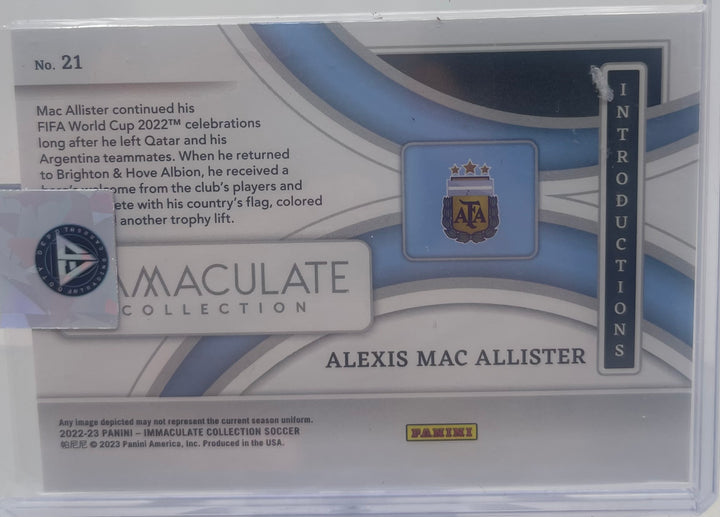 No. 21
Mac Allister continued his
FIFA World Cup 2022™ celebrations
long after he left Qatar and his
Argentina teammates. When he returned
to Brighton & Hove Albion, he received a
welcome from the club's players and
with his country's flag, colored
another trophy lift.
INTRODUCTIONS
AFA
IMMACULATE
COLLECTION
ALEXIS MAC ALLISTER
Any image depicted may not represent the current season uniform.
2022-23 PANINI – IMMACULATE COLLECTION SOCCER
帕尼尼 © 2023 Panini America, Inc. Produced in the USA.
PANINI